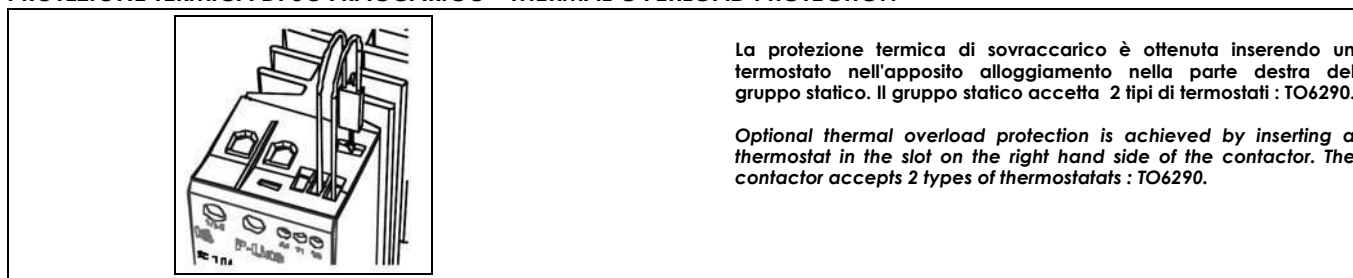 La protezione termica di sovraccarico è ottenuta inserendo un
termostato nell'apposito alloggiamento nella parte destra del
gruppo statico. Il gruppo statico accetta 2 tipi di termostati : TO6290.
Optional thermal overload protection is achieved by inserting a
thermostat in the slot on the right hand side of the contactor. The
contactor accepts 2 types of thermostatats : TO6290.